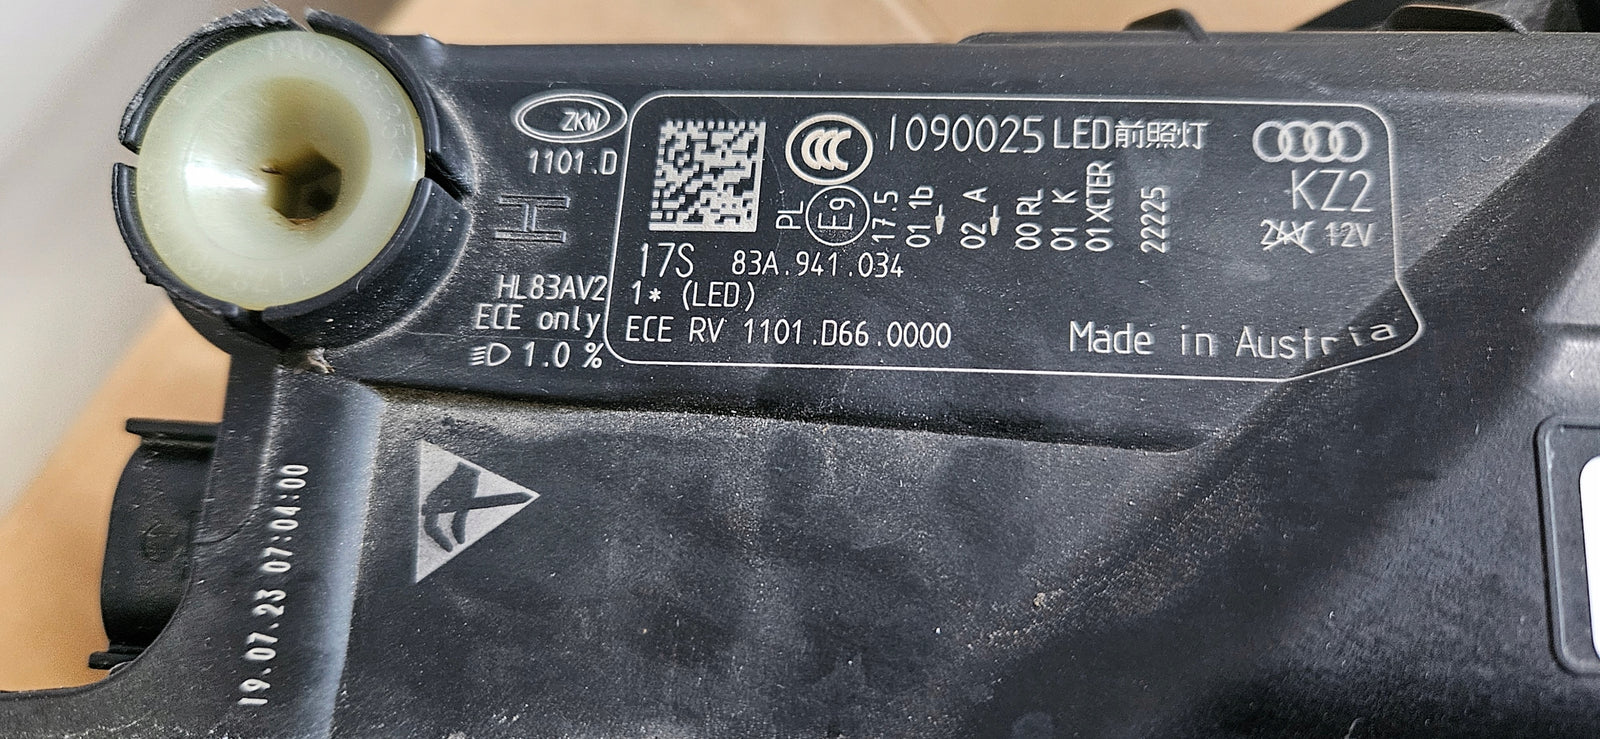 ZKW
1101.D
HL83AV2
ECE only
1.0 %
CCC
1090025 LED前照灯
PL
E9
17.5
01 1b
02 A
00 RL
01 K
01 XCTER
22225
KZ2
24V 12V
17S 83A.941.034
1* (LED)
ECE RV 1101.D66.0000
Made in Austria
19.07.23 07:04:00